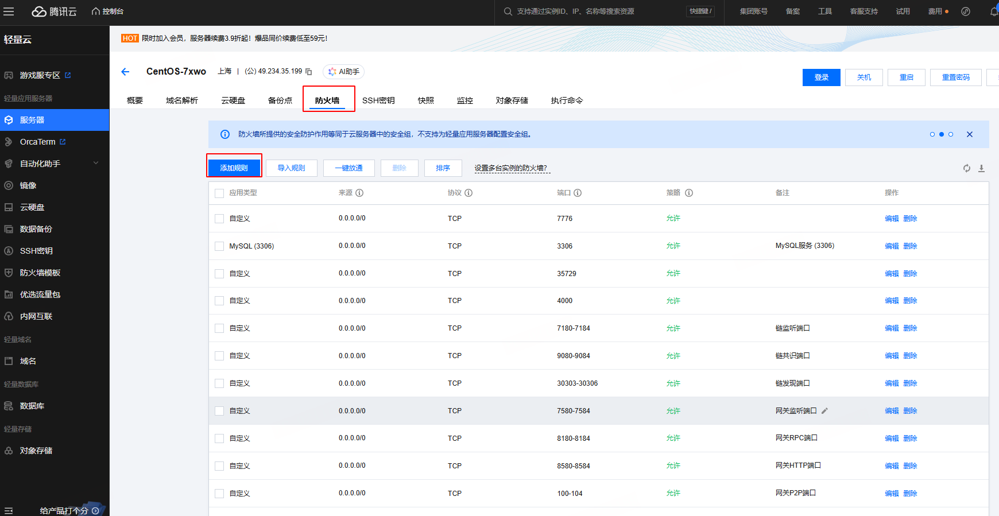 腾讯云 控制台 支持通过实例ID、IP、名称等搜索资源 快捷键 / 集团账号 备案 工具 客服支持 试用 费用
轻量云
游戏服专区
轻量应用服务器
服务器
OrcaTerm
自动化助手
镜像
云硬盘
数据备份
SSH密钥
防火墙模板
优选流量包
内网互联
轻量域名
域名
轻量数据库
数据库
轻量存储
对象存储
给产品打个分
HOT 限时加入会员，服务器续费3.9折起！爆品同价续费低至59元！
CentOS-7xwo 上海 | (公) 49.234.35.199 AI助手
登录 关机 重启 重置密码
概要 域名解析 云硬盘 备份点 防火墙 SSH密钥 快照 监控 对象存储 执行命令
防火墙所提供的安全防护作用等同于云服务器中的安全组，不支持为轻量应用服务器配置安全组。
添加规则 导入规则 一键放通 删除 排序 设置多台实例的防火墙？
应用类型 来源 协议 端口 策略 备注 操作
自定义 0.0.0.0/0 TCP 7776 允许 编辑 删除
MySQL (3306) 0.0.0.0/0 TCP 3306 允许 MySQL服务 (3306) 编辑 删除
自定义 0.0.0.0/0 TCP 35729 允许 编辑 删除
自定义 0.0.0.0/0 TCP 4000 允许 编辑 删除
自定义 0.0.0.0/0 TCP 7180-7184 允许 链监听端口 编辑 删除
自定义 0.0.0.0/0 TCP 9080-9084 允许 链共识端口 编辑 删除
自定义 0.0.0.0/0 TCP 30303-30306 允许 链发现端口 编辑 删除
自定义 0.0.0.0/0 TCP 7580-7584 允许 网关监听端口 编辑 删除
自定义 0.0.0.0/0 TCP 8180-8184 允许 网关RPC端口 编辑 删除
自定义 0.0.0.0/0 TCP 8580-8584 允许 网关HTTP端口 编辑 删除
自定义 0.0.0.0/0 TCP 100-104 允许 网关P2P端口 编辑 删除